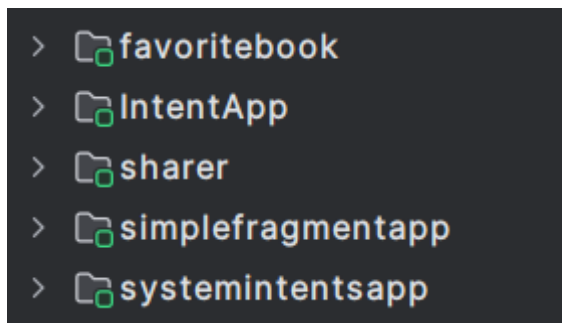 favoritebook
IntentApp
sharer
simplefragmentapp
systemintentsapp